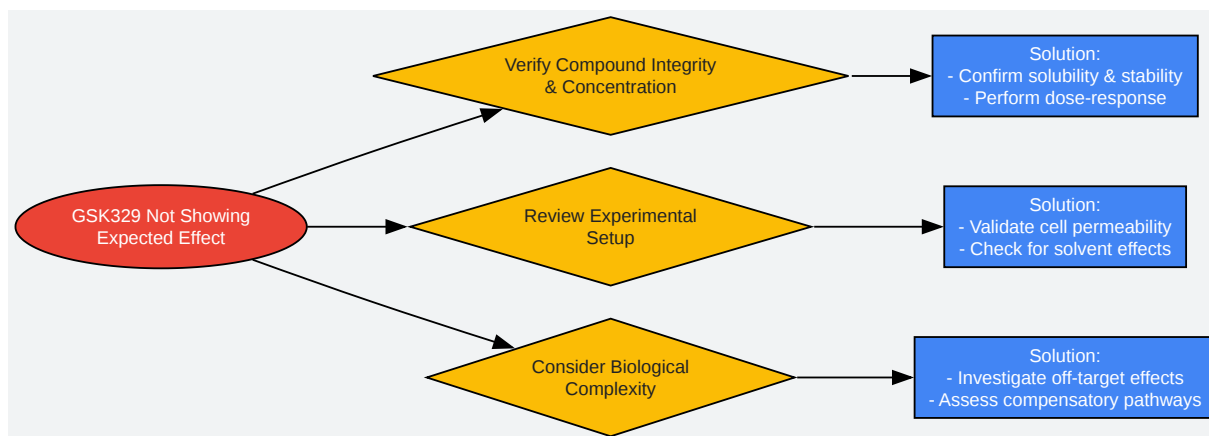 GSK329 Not Showing
Expected Effect
Verify Compound Integrity
& Concentration
Solution:
- Confirm solubility & stability
- Perform dose-response
Review Experimental
Setup
Solution:
- Validate cell permeability
- Check for solvent effects
Consider Biological
Complexity
Solution:
- Investigate off-target effects
- Assess compensatory pathways